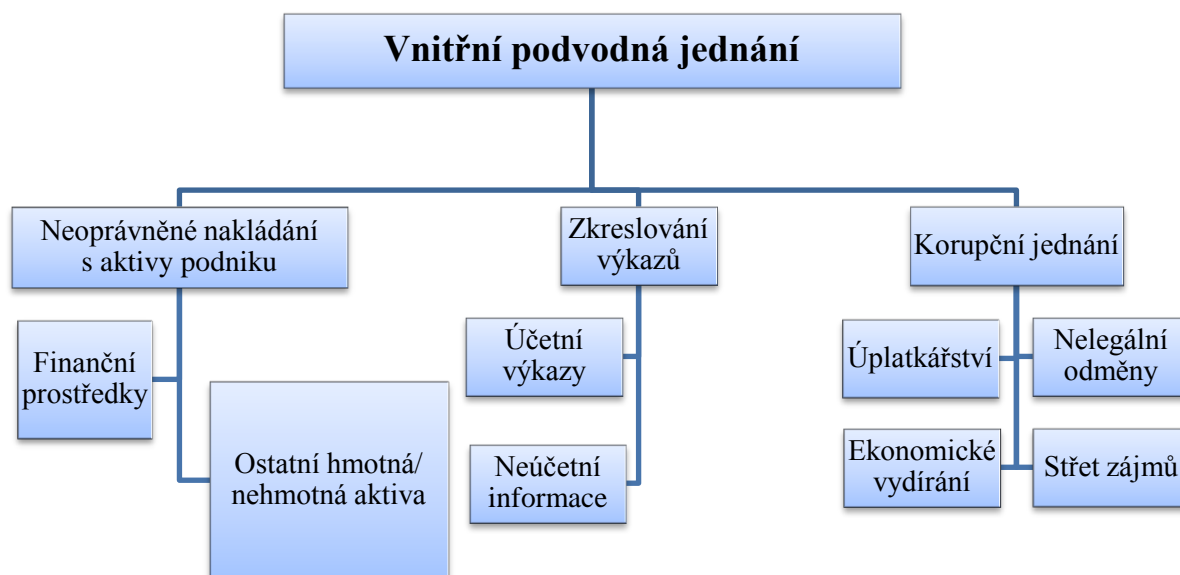 Vnitřní podvodná jednání
Neoprávněné nakládání
s aktivy podniku
Zkreslování
výkazů
Korupční jednání
Finanční
prostředky
Ostatní hmotná/
nehmotná aktiva
Účetní
výkazy
Neúčetní
informace
Úplatkářství
Nelegální
odměny
Ekonomické
vydírání
Střet zájmů